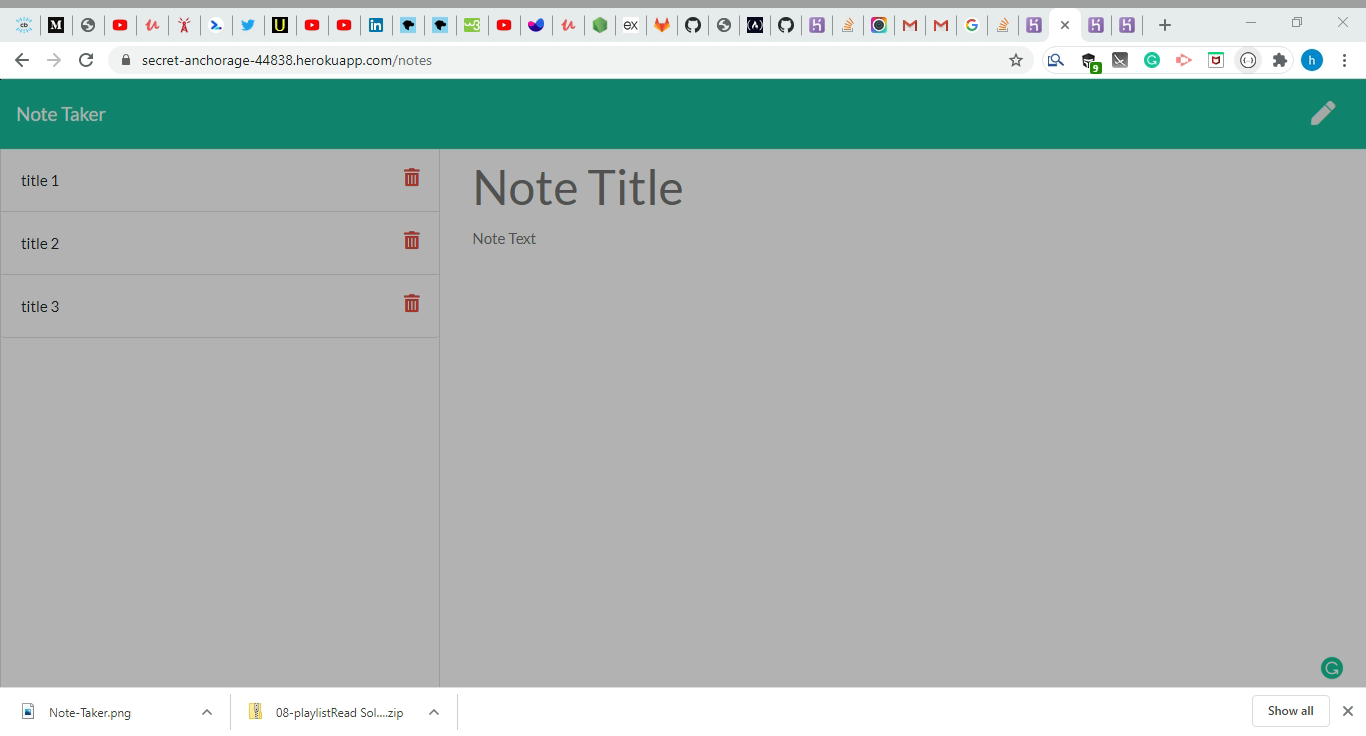 secret-anchorage-44838.herokuapp.com/notes
9
h
Note Taker
title 1
title 2
title 3
Note Title
Note Text
Note-Taker.png
08-playlistRead Sol....zip
Show all